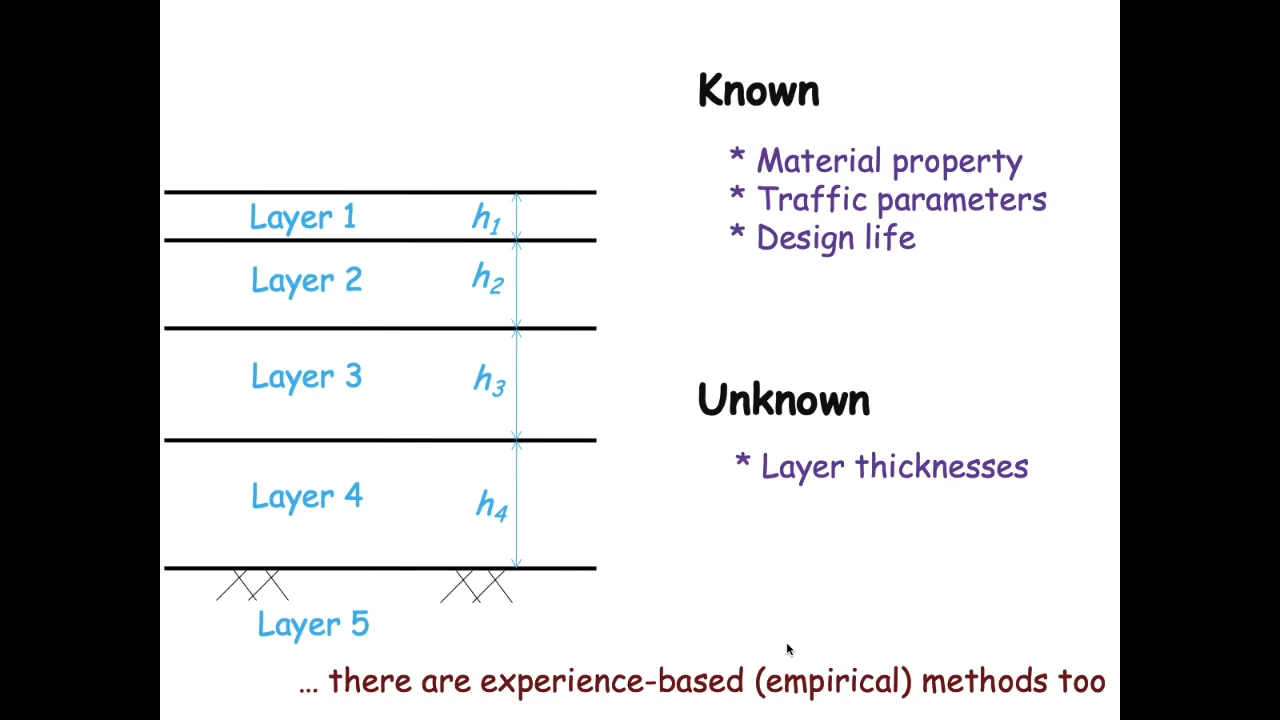 Known
* Material property
* Traffic parameters
* Design life
Layer 1 h1
Layer 2 h2
Layer 3 h3
Layer 4 h4
Layer 5
Unknown
* Layer thicknesses
... there are experience-based (empirical) methods too